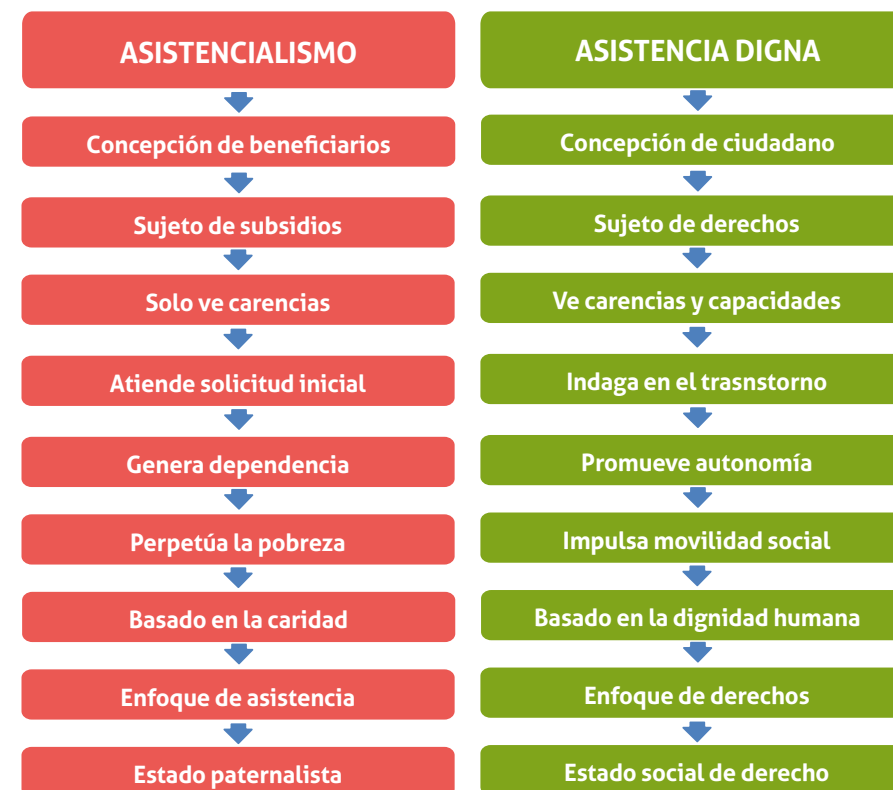 ASISTENCIALISMO
Concepción de beneficiarios
Sujeto de subsidios
Solo ve carencias
Atiende solicitud inicial
Genera dependencia
Perpetúa la pobreza
Basado en la caridad
Enfoque de asistencia
Estado paternalista
ASISTENCIA DIGNA
Concepción de ciudadano
Sujeto de derechos
Ve carencias y capacidades
Indaga en el trasnstorno
Promueve autonomía
Impulsa movilidad social
Basado en la dignidad humana
Enfoque de derechos
Estado social de derecho